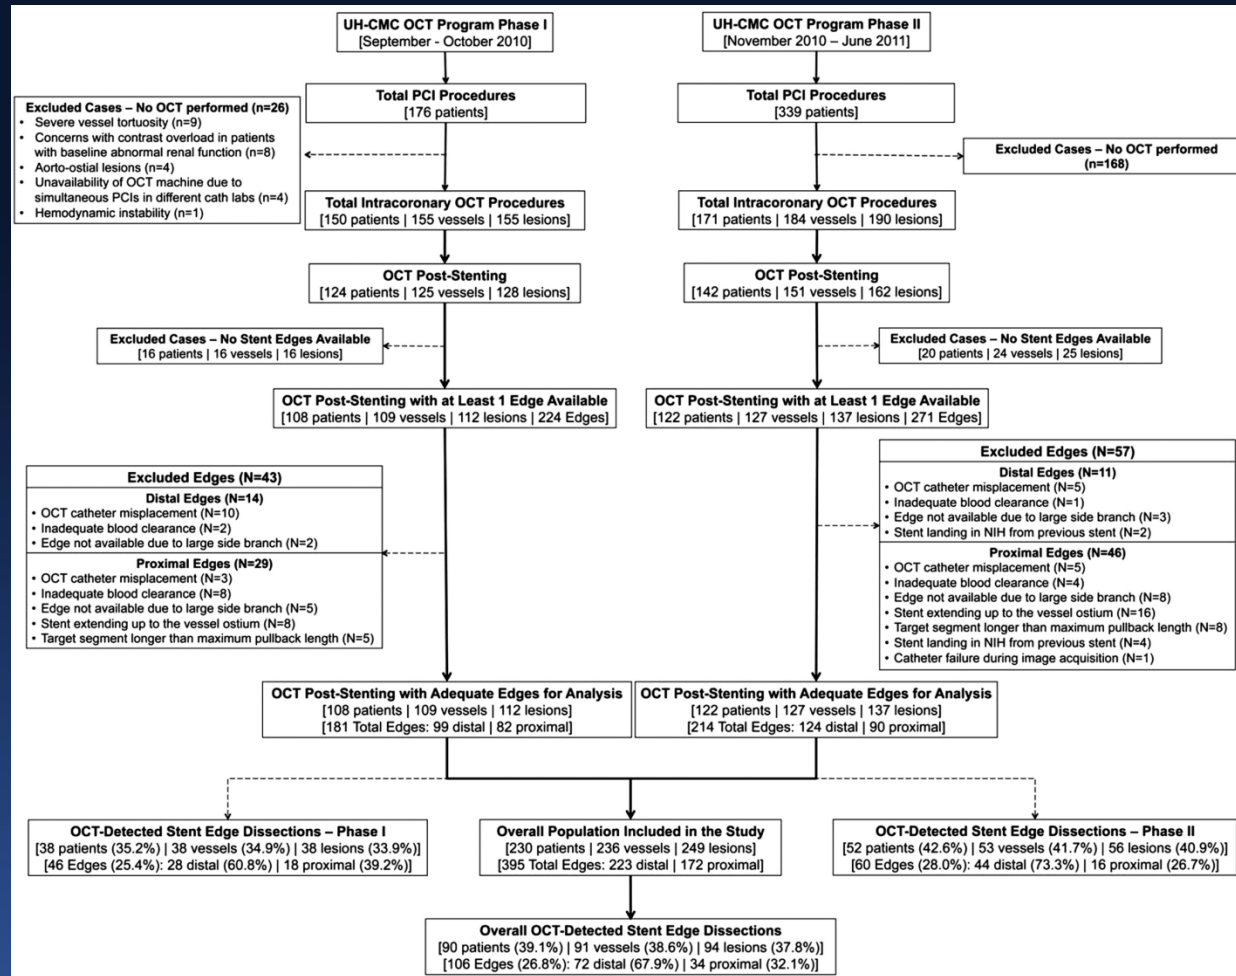 UH-CMC OCT Program Phase I
[September - October 2010]
UH-CMC OCT Program Phase II
[November 2010 – June 2011]
Total PCI Procedures
[176 patients]
Total PCI Procedures
[339 patients]
Excluded Cases – No OCT performed (n=26)
• Severe vessel tortuosity (n=9)
• Concerns with contrast overload in patients
with baseline abnormal renal function (n=8)
• Aorto-ostial lesions (n=4)
• Unavailability of OCT machine due to
simultaneous PCIs in different cath labs (n=4)
• Hemodynamic instability (n=1)
Excluded Cases – No OCT performed
(n=168)
Total Intracoronary OCT Procedures
[150 patients | 155 vessels | 155 lesions]
Total Intracoronary OCT Procedures
[171 patients | 184 vessels | 190 lesions]
OCT Post-Stenting
[124 patients | 125 vessels | 128 lesions]
OCT Post-Stenting
[142 patients | 151 vessels | 162 lesions]
Excluded Cases – No Stent Edges Available
[16 patients | 16 vessels | 16 lesions]
Excluded Cases – No Stent Edges Available
[20 patients | 24 vessels | 25 lesions]
OCT Post-Stenting with at Least 1 Edge Available
[108 patients | 109 vessels | 112 lesions | 224 Edges]
OCT Post-Stenting with at Least 1 Edge Available
[122 patients | 127 vessels | 137 lesions | 271 Edges]
Excluded Edges (N=43)
Distal Edges (N=14)
• OCT catheter misplacement (N=10)
• Inadequate blood clearance (N=2)
• Edge not available due to large side branch (N=2)
Proximal Edges (N=29)
• OCT catheter misplacement (N=3)
• Inadequate blood clearance (N=8)
• Edge not available due to large side branch (N=5)
• Stent extending up to the vessel ostium (N=8)
• Target segment longer than maximum pullback length (N=5)
Excluded Edges (N=57)
Distal Edges (N=11)
• OCT catheter misplacement (N=5)
• Inadequate blood clearance (N=1)
• Edge not available due to large side branch (N=3)
• Stent landing in NIH from previous stent (N=2)
Proximal Edges (N=46)
• OCT catheter misplacement (N=5)
• Inadequate blood clearance (N=4)
• Edge not available due to large side branch (N=8)
• Stent extending up to the vessel ostium (N=16)
• Target segment longer than maximum pullback length (N=8)
• Stent landing in NIH from previous stent (N=4)
• Catheter failure during image acquisition (N=1)
OCT Post-Stenting with Adequate Edges for Analysis
[108 patients | 109 vessels | 112 lesions]
[181 Total Edges: 99 distal | 82 proximal]
OCT Post-Stenting with Adequate Edges for Analysis
[122 patients | 127 vessels | 137 lesions]
[214 Total Edges: 124 distal | 90 proximal]
OCT-Detected Stent Edge Dissections – Phase I
[38 patients (35.2%) | 38 vessels (34.9%) | 38 lesions (33.9%)]
[46 Edges (25.4%): 28 distal (60.8%) | 18 proximal (39.2%)]
Overall Population Included in the Study
[230 patients | 236 vessels | 249 lesions]
[395 Total Edges: 223 distal | 172 proximal]
OCT-Detected Stent Edge Dissections – Phase II
[52 patients (42.6%) | 53 vessels (41.7%) | 56 lesions (40.9%)]
[60 Edges (28.0%): 44 distal (73.3%) | 16 proximal (26.7%)]
Overall OCT-Detected Stent Edge Dissections
[90 patients (39.1%) | 91 vessels (38.6%) | 94 lesions (37.8%)]
[106 Edges (26.8%): 72 distal (67.9%) | 34 proximal (32.1%)]